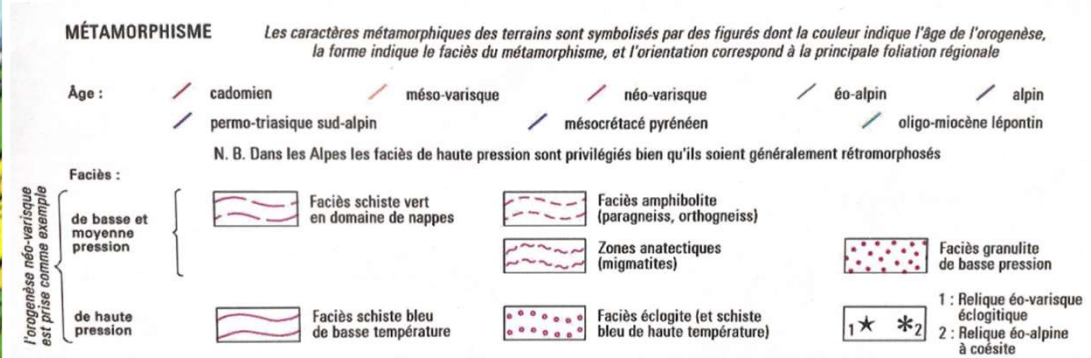 MÉTAMORPHISME
Les caractères métamorphiques des terrains sont symbolisés par des figurés dont la couleur indique l'âge de l'orogenèse,
la forme indique le faciès du métamorphisme, et l'orientation correspond à la principale foliation régionale
Âge :
cadomien
méso-varisque
néo-varisque
éo-alpin
alpin
permo-triasique sud-alpin
mésocrétacé pyrénéen
oligo-miocène lépontin
N. B. Dans les Alpes les faciès de haute pression sont privilégiés bien qu'ils soient généralement rétromorphosés
Faciès :
l'orogenèse néo-varisque
est prise comme exemple
de basse et
moyenne
pression
Faciès schiste vert
en domaine de nappes
Faciès amphibolite
(paragneiss, orthogneiss)
Zones anatectiques
(migmatites)
Faciès granulite
de basse pression
de haute
pression
Faciès schiste bleu
de basse température
Faciès éclogite (et schiste
bleu de haute température)
1★ *2
1 : Relique éo-varisque
éclogitique
2 : Relique éo-alpine
à coésite